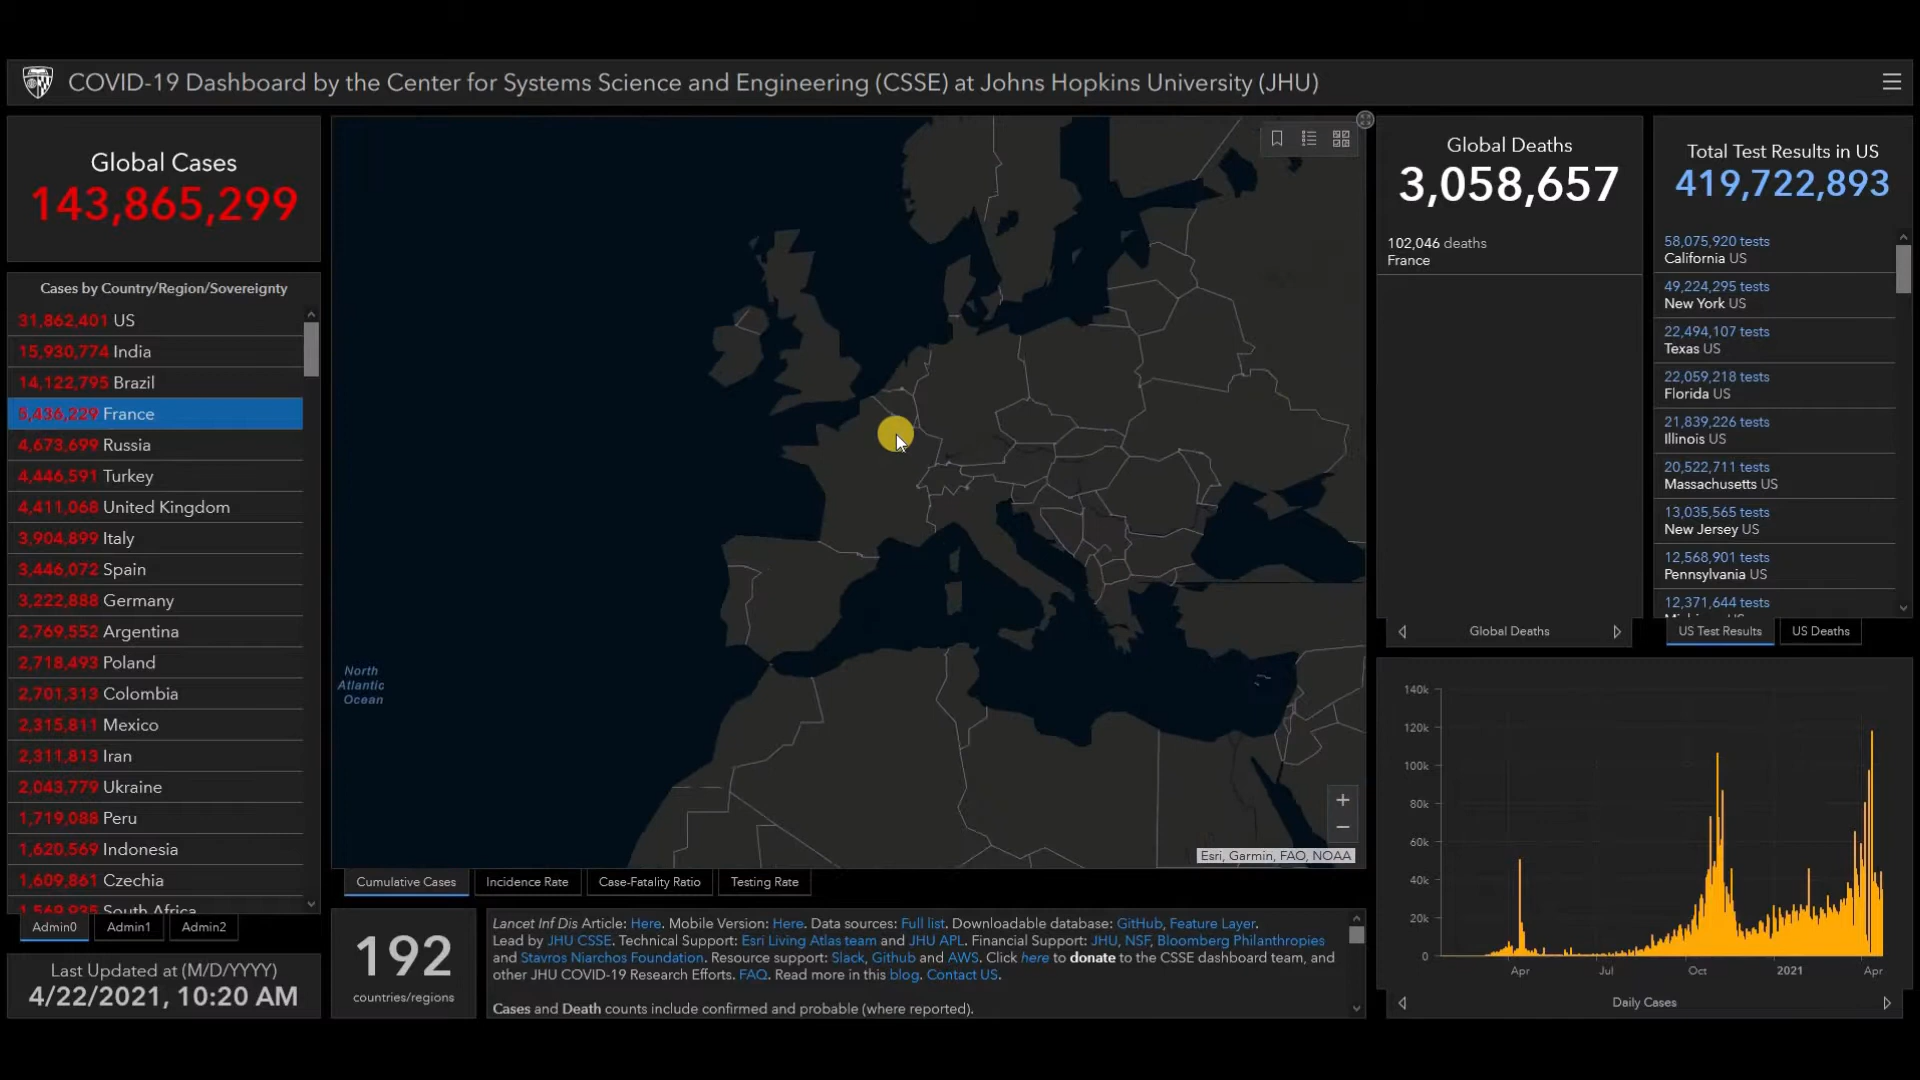 COVID-19 Dashboard by the Center for Systems Science and Engineering (CSSE) at Johns Hopkins University (JHU)
Global Cases
143,865,299
Cases by Country/Region/Sovereignty
31,862,401 US
15,930,774 India
14,122,795 Brazil
5,436,229 France
4,673,699 Russia
4,446,591 Turkey
4,411,068 United Kingdom
3,904,899 Italy
3,446,072 Spain
3,222,888 Germany
2,769,552 Argentina
2,718,493 Poland
2,701,313 Colombia
2,315,811 Mexico
2,311,813 Iran
2,043,779 Ukraine
1,719,088 Peru
1,620,569 Indonesia
1,609,861 Czechia
1,569,935 South Africa
Admin0 Admin1 Admin2
Last Updated at (M/D/YYYY)
4/22/2021, 10:20 AM
North
Atlantic
Ocean
Esri, Garmin, FAO, NOAA
Cumulative Cases Incidence Rate Case-Fatality Ratio Testing Rate
192
countries/regions
Lancet Inf Dis Article: Here. Mobile Version: Here. Data sources: Full list. Downloadable database: GitHub, Feature Layer.
Lead by JHU CSSE. Technical Support: Esri Living Atlas team and JHU APL. Financial Support: JHU, NSF, Bloomberg Philanthropies
and Stavros Niarchos Foundation. Resource support: Slack, Github and AWS. Click here to donate to the CSSE dashboard team, and
other JHU COVID-19 Research Efforts. FAQ. Read more in this blog. Contact US.
Cases and Death counts include confirmed and probable (where reported).
Global Deaths
3,058,657
102,046 deaths
France
Global Deaths
Total Test Results in US
419,722,893
58,075,920 tests
California US
49,224,295 tests
New York US
22,494,107 tests
Texas US
22,059,218 tests
Florida US
21,839,226 tests
Illinois US
20,522,711 tests
Massachusetts US
13,035,565 tests
New Jersey US
12,568,901 tests
Pennsylvania US
12,371,644 tests
US Test Results US Deaths
140k
120k
100k
80k
60k
40k
20k
0
Apr Jul Oct 2021 Apr
Daily Cases